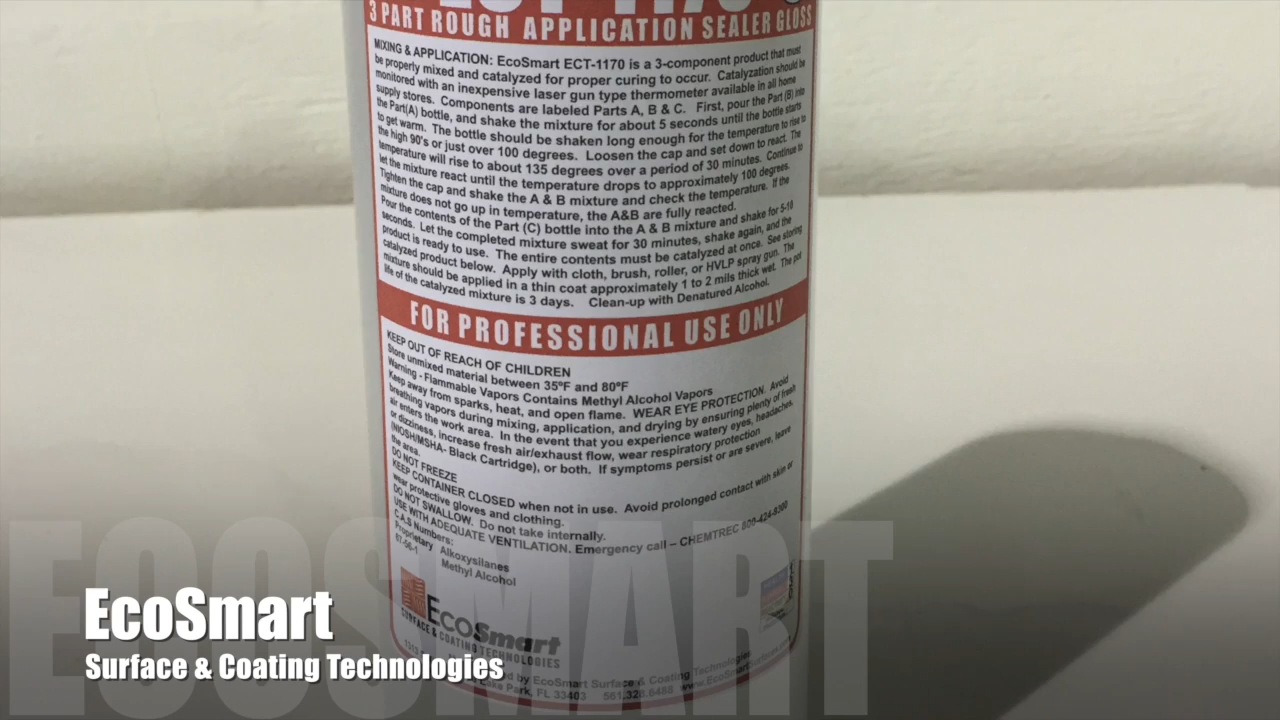 3 PART ROUGH APPLICATION SEALER GLOSS
MIXING & APPLICATION: EcoSmart ECT-1170 is a 3-component product that must
be properly mixed and catalyzed for proper curing to occur. Catalyzation should be
monitored with an inexpensive laser gun type thermometer available in all home
supply stores. Components are labeled Parts A, B & C. First, pour the Part (B) into
the Part(A) bottle, and shake the mixture for about 5 seconds until the bottle starts
to get warm. The bottle should be shaken long enough for the temperature to rise to
the high 90's or just over 100 degrees. Loosen the cap and set down to react. The
temperature will rise to about 135 degrees over a period of 30 minutes. Continue to
let the mixture react until the temperature drops to approximately 100 degrees.
Tighten the cap and shake the A & B mixture and check the temperature. If the
mixture does not go up in temperature, the A&B are fully reacted.
Pour the contents of the Part (C) bottle into the A & B mixture and shake for 5-10
seconds. Let the completed mixture sweat for 30 minutes, shake again, and the
product is ready to use. The entire contents must be catalyzed at once. See storing
catalyzed product below. Apply with cloth, brush, roller, or HVLP spray gun. The
mixture should be applied in a thin coat approximately 1 to 2 mils thick wet. The pot
life of the catalyzed mixture is 3 days. Clean-up with Denatured Alcohol.
FOR PROFESSIONAL USE ONLY
KEEP OUT OF REACH OF CHILDREN
Store unmixed material between 35ºF and 80ºF
Warning - Flammable Vapors Contains Methyl Alcohol Vapors
Keep away from sparks, heat, and open flame. WEAR EYE PROTECTION. Avoid
breathing vapors during mixing, application, and drying by ensuring plenty of fresh
air enters the work area. In the event that you experience watery eyes, headaches,
or dizziness, increase fresh air/exhaust flow, wear respiratory protection
(NIOSH/MSHA- Black Cartridge), or both. If symptoms persist or are severe, leave
the area.
DO NOT FREEZE
KEEP CONTAINER CLOSED when not in use. Avoid prolonged contact with skin or
wear protective gloves and clothing.
DO NOT SWALLOW. Do not take internally.
USE WITH ADEQUATE VENTILATION. Emergency call – CHEMTREC 800-424-9300
C.A.S Numbers:
Proprietary Alkoxysilanes
67-56-1 Methyl Alcohol
EcoSmart
SURFACE & COATING TECHNOLOGIES
by EcoSmart Surface & Coating Technologies
Lake Park, FL 33403 561.328.6488 www.EcoSmartSurfaces.com
ECOSMART
EcoSmart
Surface & Coating Technologies